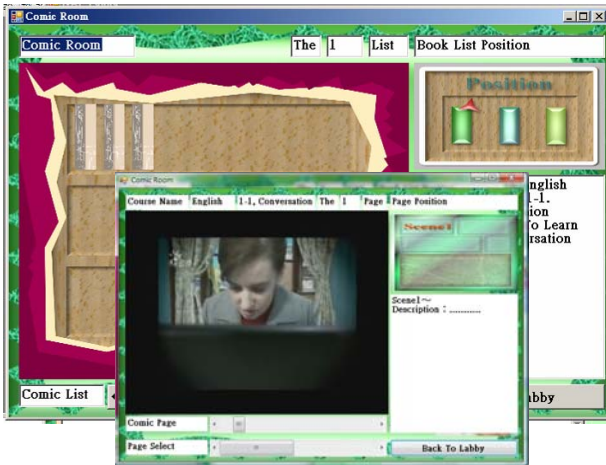 Comic Room
Comic Room The 1 List Book List Position
Position
Comic Room
Course Name English 1-1, Conversation The 1 Page Page Position
Scene1
Scene1~
Description : ............
nglish
-1.
ion
o Learn
rsation
Comic Page
Page Select
Back To Labby
Comic List
bby